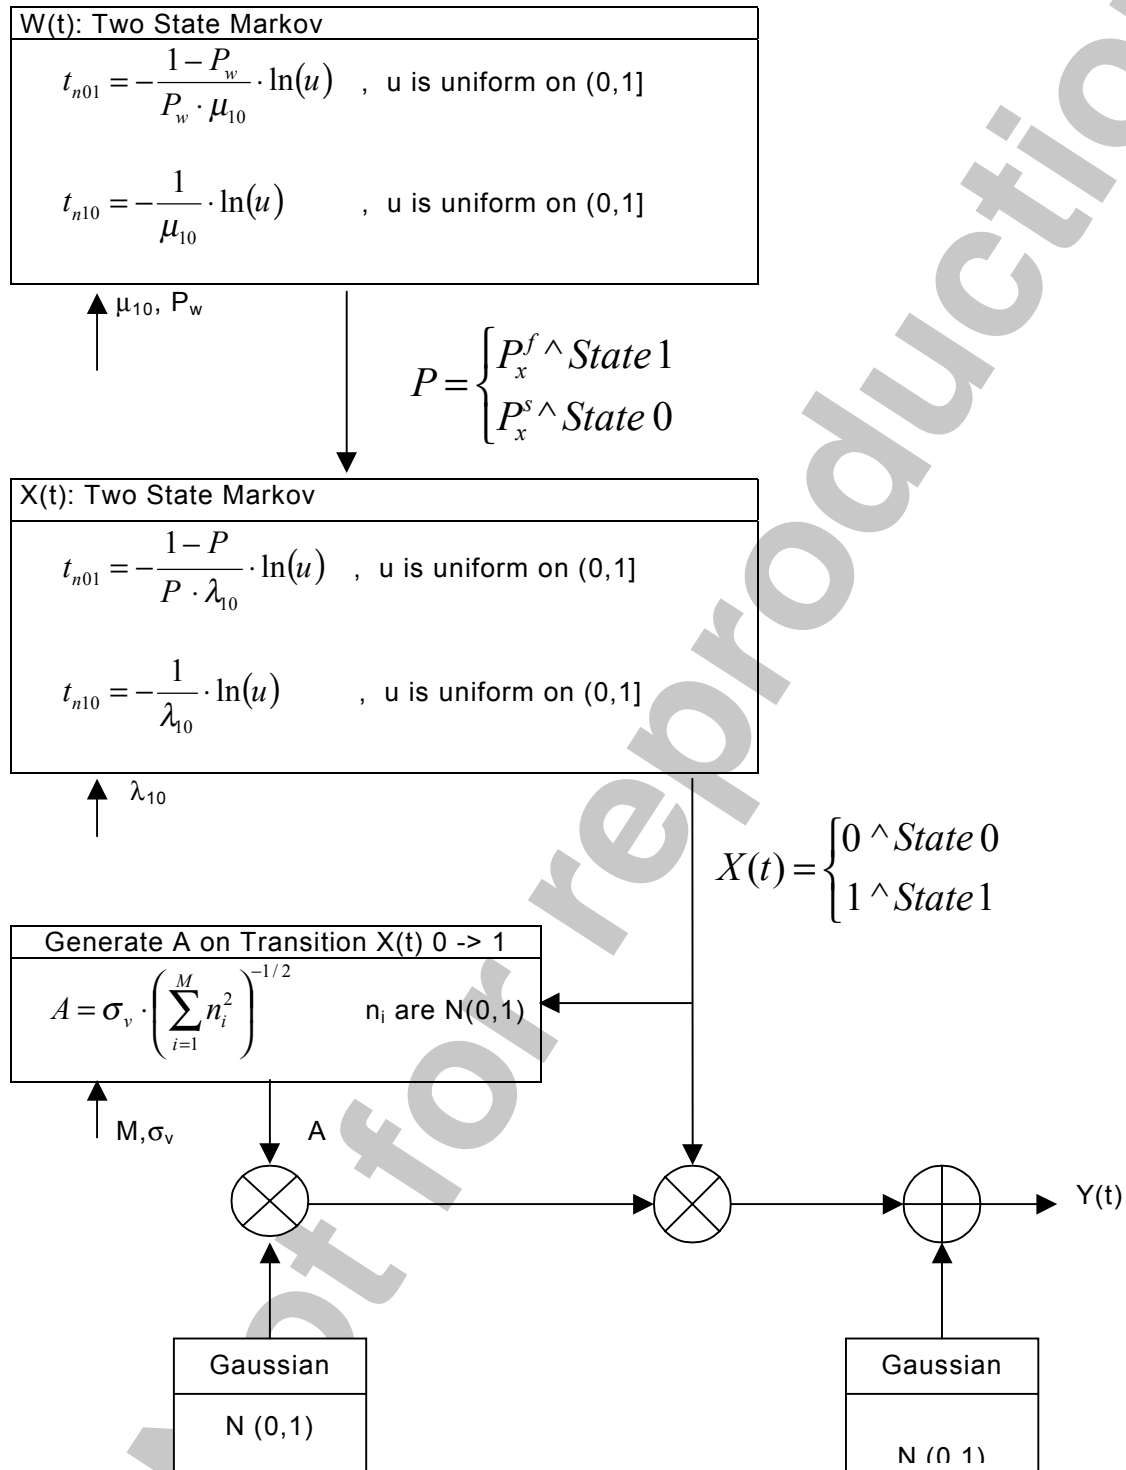 W(t): Two State Markov
t_{n01} = - \frac{1-P_w}{P_w \cdot \mu_{10}} \cdot \ln(u) , u is uniform on (0,1]
t_{n10} = - \frac{1}{\mu_{10}} \cdot \ln(u) , u is uniform on (0,1]
μ10, Pw
P = { P_x^f ^ State 1
P_x^s ^ State 0
X(t): Two State Markov
t_{n01} = - \frac{1-P}{P \cdot \lambda_{10}} \cdot \ln(u) , u is uniform on (0,1]
t_{n10} = - \frac{1}{\lambda_{10}} \cdot \ln(u) , u is uniform on (0,1]
λ10
X(t) = { 0 ^ State 0
1 ^ State 1
Generate A on Transition X(t) 0 -> 1
A = \sigma_v \cdot \left( \sum_{i=1}^{M} n_i^2 \right)^{-1/2} n_i are N(0,1)
M,σv
A
Y(t)
Gaussian
N (0,1)
Gaussian
N (0,1)
Not for reproduction